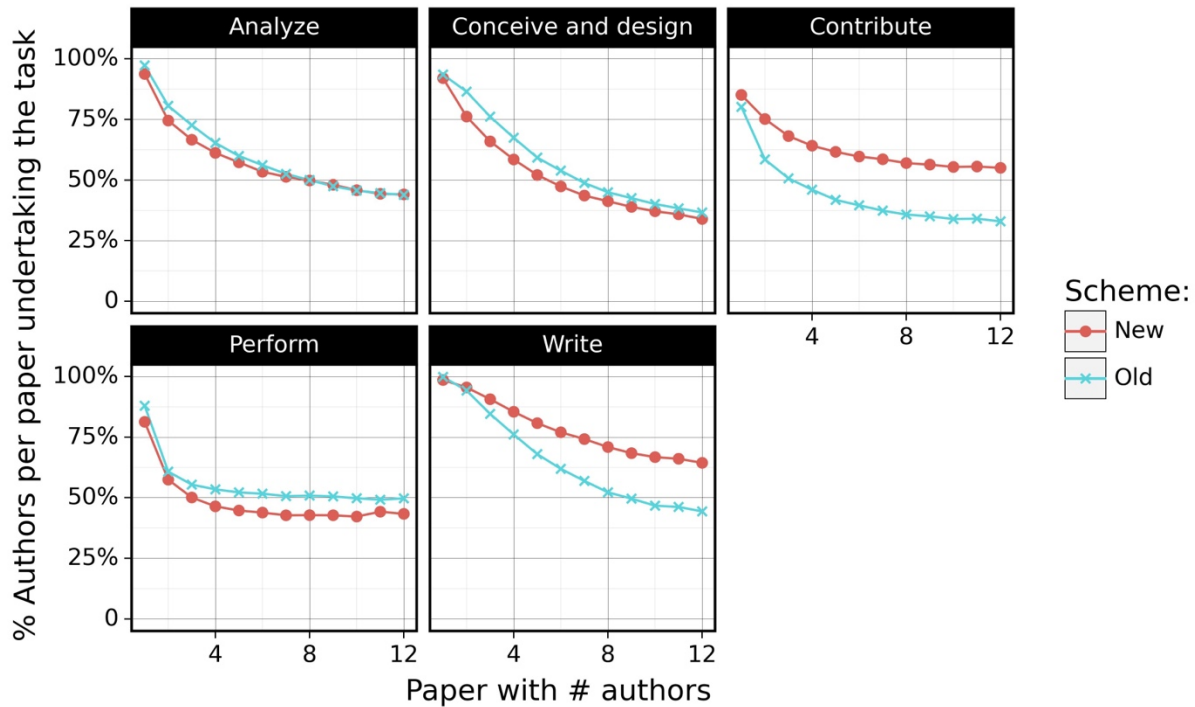 % Authors per paper undertaking the task
Analyze
Conceive and design
Contribute
100%
75%
50%
25%
0
4
8
12
Perform
Write
100%
75%
50%
25%
0
4
8
12
4
8
12
Paper with # authors
Scheme:
New
Old